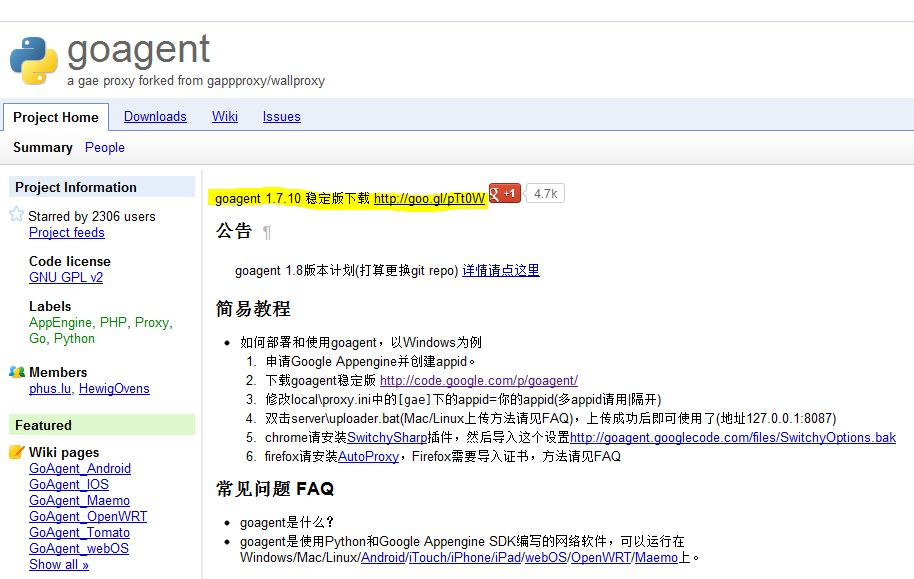 goagent
a gae proxy forked from gappproxy/wallproxy
Project Home Downloads Wiki Issues
Summary People
Project Information
Starred by 2306 users
Project feeds
Code license
GNU GPL v2
Labels
AppEngine, PHP, Proxy,
Go, Python
Members
phus.lu, HewigOvens
Featured
Wiki pages
GoAgent_Android
GoAgent_IOS
GoAgent_Maemo
GoAgent_OpenWRT
GoAgent_Tomato
GoAgent_webOS
Show all »
goagent 1.7.10 稳定版下载 http://goo.gl/pTt0W +1 4.7k
公告 ¶
goagent 1.8版本计划(打算更换git repo) 详情请点这里
简易教程
• 如何部署和使用goagent，以Windows为例
1. 申请Google Appengine并创建appid。
2. 下载goagent稳定版 http://code.google.com/p/goagent/
3. 修改local\proxy.ini中的[gae]下的appid=你的appid(多appid请用|隔开)
4. 双击server\uploader.bat(Mac/Linux上传方法请见FAQ)，上传成功后即可使用了(地址127.0.0.1:8087)
5. chrome请安装SwitchySharp插件，然后导入这个设置http://goagent.googlecode.com/files/SwitchyOptions.bak
6. firefox请安装AutoProxy，Firefox需要导入证书，方法请见FAQ
常见问题 FAQ
• goagent是什么？
• goagent是使用Python和Google Appengine SDK编写的网络软件，可以运行在
Windows/Mac/Linux/Android/iTouch/iPhone/iPad/webOS/OpenWRT/Maemo上。